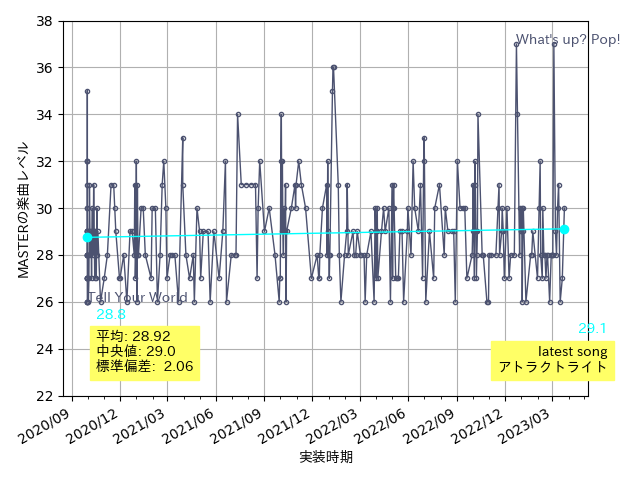 38
What's up? Pop!
36
34
32
30
28
26
24
22
MASTERの楽曲レベル
Tell Your World
28.8
平均: 28.92
中央値: 29.0
標準偏差: 2.06
29.1
latest song
アトラクトライト
2020/09
2020/12
2021/03
2021/06
2021/09
2021/12
2022/03
2022/06
2022/09
2022/12
2023/03
実装時期